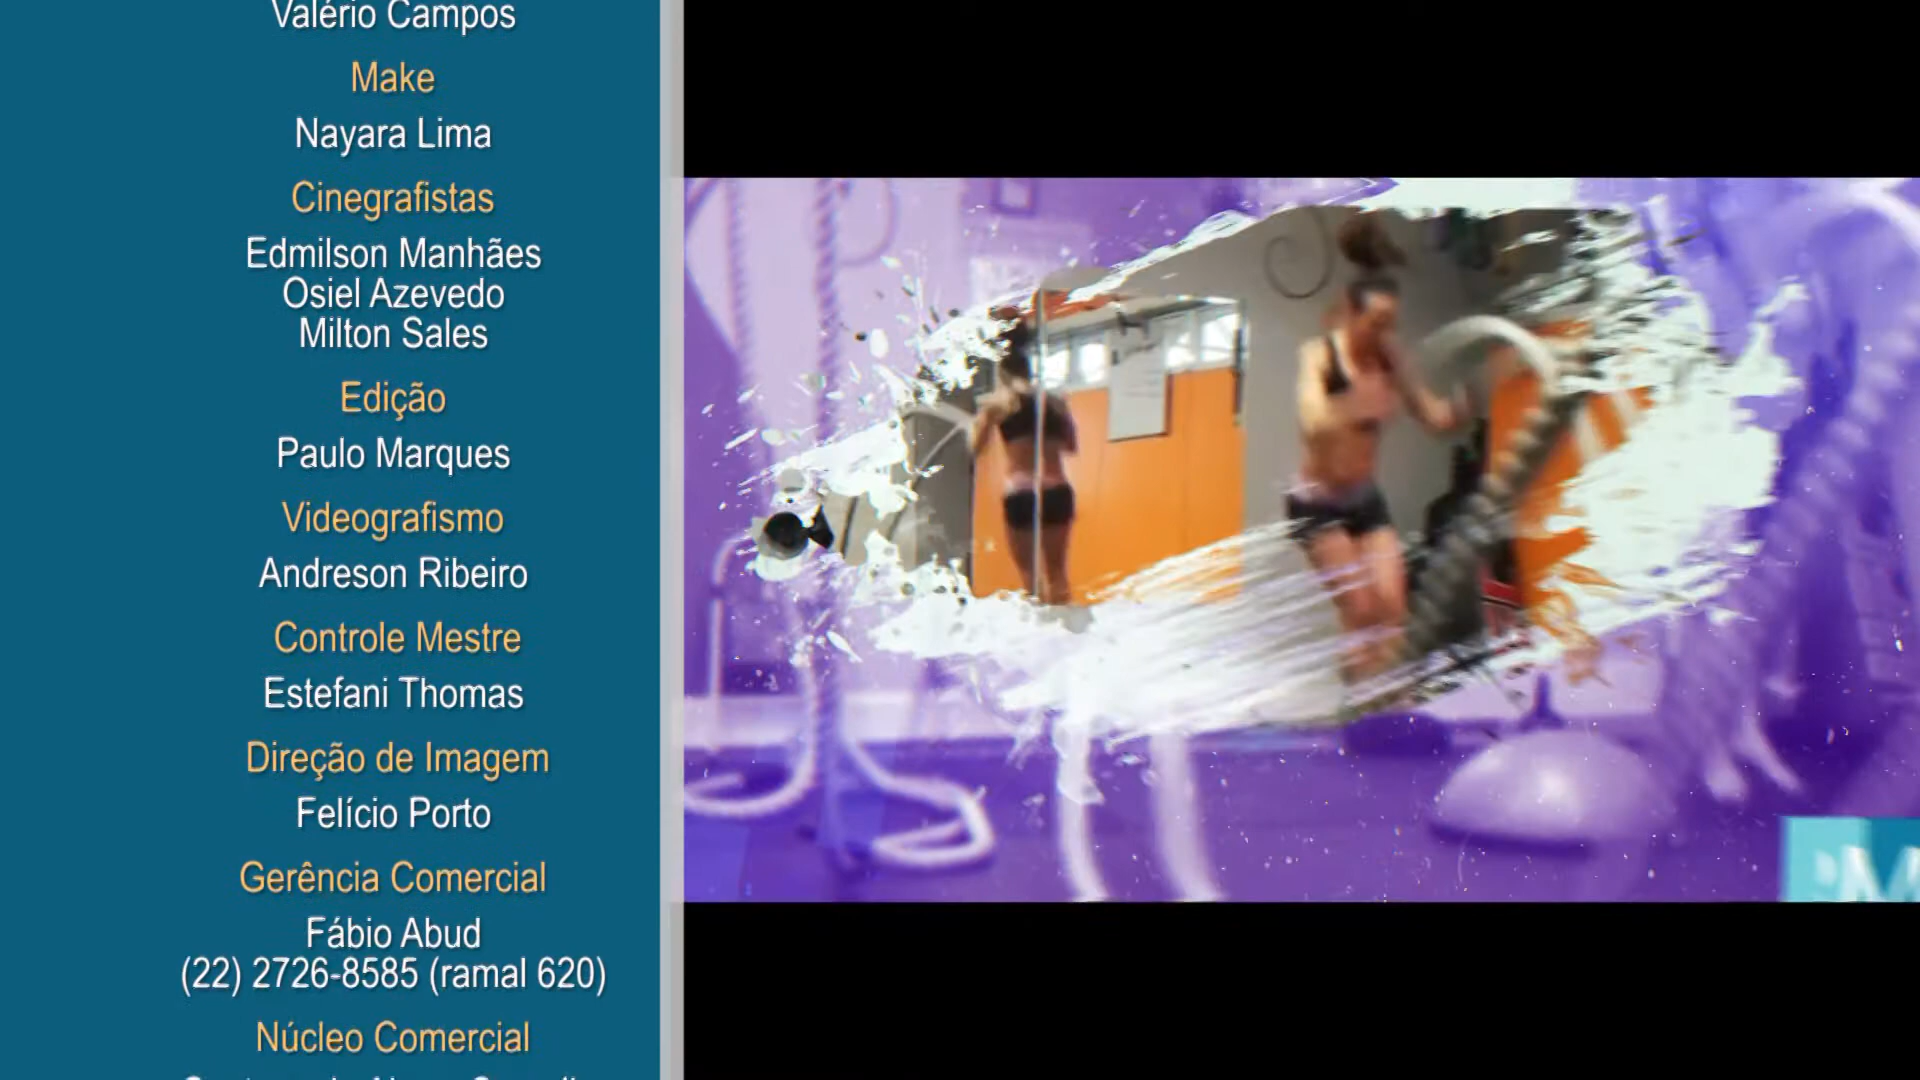 Valério Campos
Make
Nayara Lima
Cinegrafistas
Edmilson Manhães
Osiel Azevedo
Milton Sales
Edição
Paulo Marques
Videografismo
Andreson Ribeiro
Controle Mestre
Estefani Thomas
Direção de Imagem
Felício Porto
Gerência Comercial
Fábio Abud
(22) 2726-8585 (ramal 620)
Núcleo Comercial